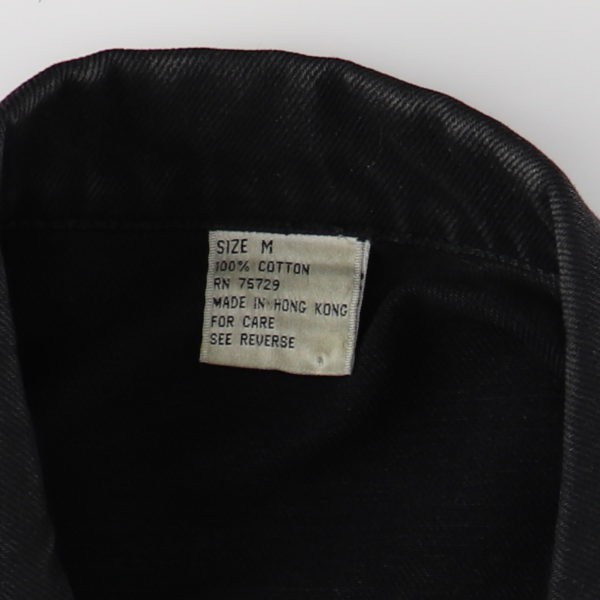 SIZE M
100% COTTON
RN 75729
MADE IN HONG KONG
FOR CARE
SEE REVERSE